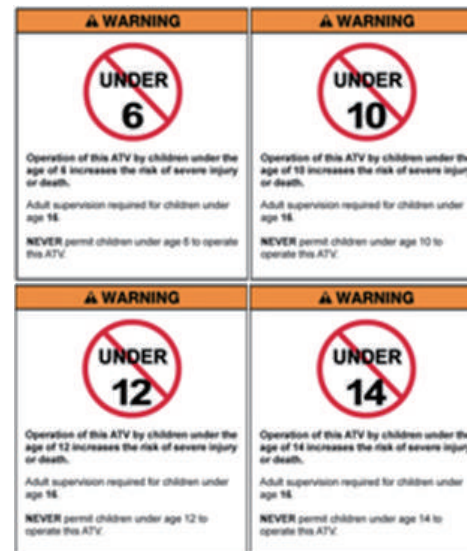 WARNING
UNDER
6
Operation of this ATV by children under the
age of 6 increases the risk of severe injury
or death.
Adult supervision required for children under
age 16.
NEVER permit children under age 6 to operate
this ATV.
WARNING
UNDER
10
Operation of this ATV by children under the
age of 10 increases the risk of severe injury
or death.
Adult supervision required for children under
age 16.
NEVER permit children under age 10 to
operate this ATV.
WARNING
UNDER
12
Operation of this ATV by children under the
age of 12 increases the risk of severe injury
or death.
Adult supervision required for children under
age 16.
NEVER permit children under age 12 to
operate this ATV.
WARNING
UNDER
14
Operation of this ATV by children under the
age of 14 increases the risk of severe injury
or death.
Adult supervision required for children under
age 16.
NEVER permit children under age 14 to
operate this ATV.